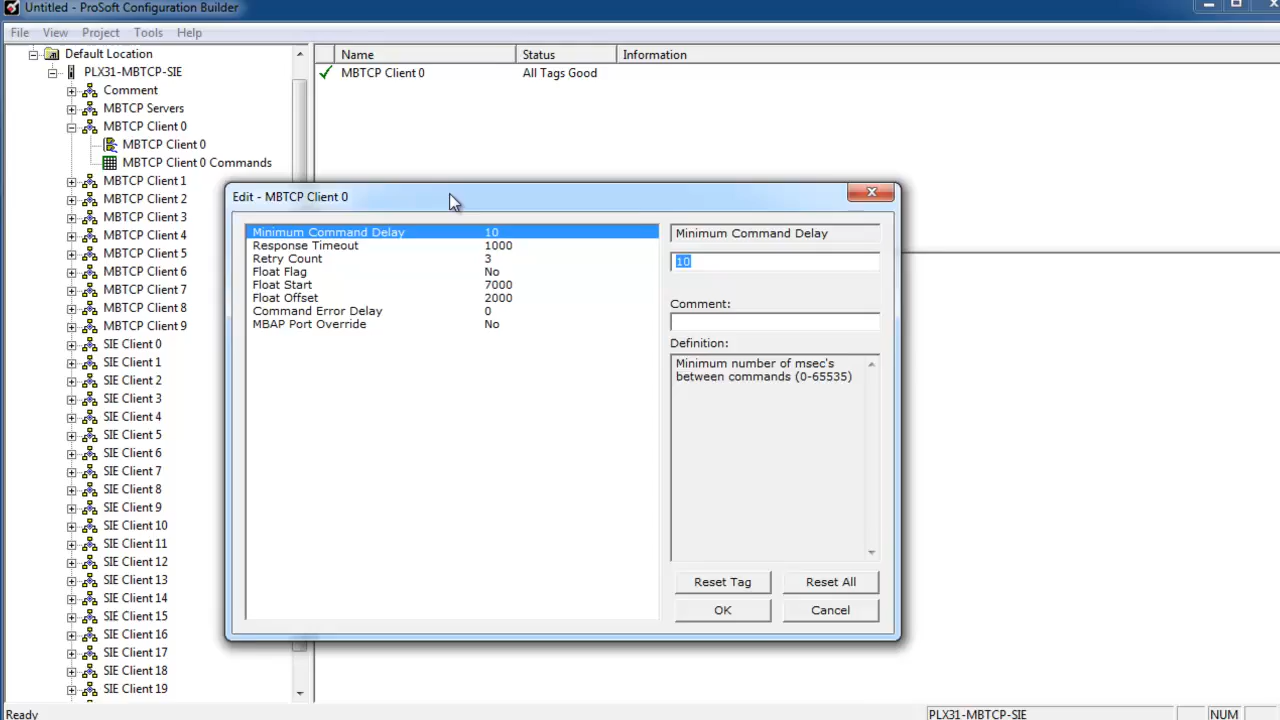 Untitled - ProSoft Configuration Builder
File View Project Tools Help
Default Location
PLX31-MBTCP-SIE
Comment
MBTCP Servers
MBTCP Client 0
MBTCP Client 0
MBTCP Client 0 Commands
MBTCP Client 1
MBTCP Client 2
MBTCP Client 3
MBTCP Client 4
MBTCP Client 5
MBTCP Client 6
MBTCP Client 7
MBTCP Client 8
MBTCP Client 9
SIE Client 0
SIE Client 1
SIE Client 2
SIE Client 3
SIE Client 4
SIE Client 5
SIE Client 6
SIE Client 7
SIE Client 8
SIE Client 9
SIE Client 10
SIE Client 11
SIE Client 12
SIE Client 13
SIE Client 14
SIE Client 15
SIE Client 16
SIE Client 17
SIE Client 18
SIE Client 19
Name Status Information
MBTCP Client 0 All Tags Good
Edit - MBTCP Client 0
Minimum Command Delay 10
Response Timeout 1000
Retry Count 3
Float Flag No
Float Start 7000
Float Offset 2000
Command Error Delay 0
MBAP Port Override No
Minimum Command Delay
10
Comment:
Definition:
Minimum number of msec's
between commands (0-65535)
Reset Tag Reset All
OK Cancel
Ready PLX31-MBTCP-SIE NUM